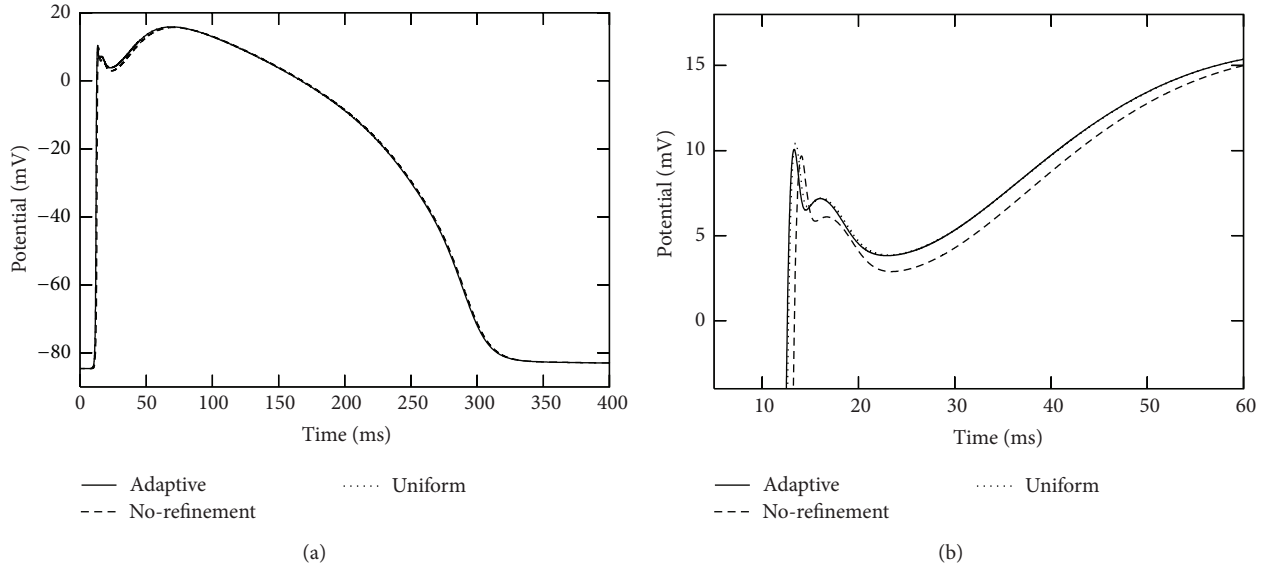 20
0
−20
−40
−60
−80
Potential (mV)
0 50 100 150 200 250 300 350 400
Time (ms)
Adaptive
No-refinement
Uniform
(a)
15
10
5
0
Potential (mV)
10 20 30 40 50 60
Time (ms)
Adaptive
No-refinement
Uniform
(b)